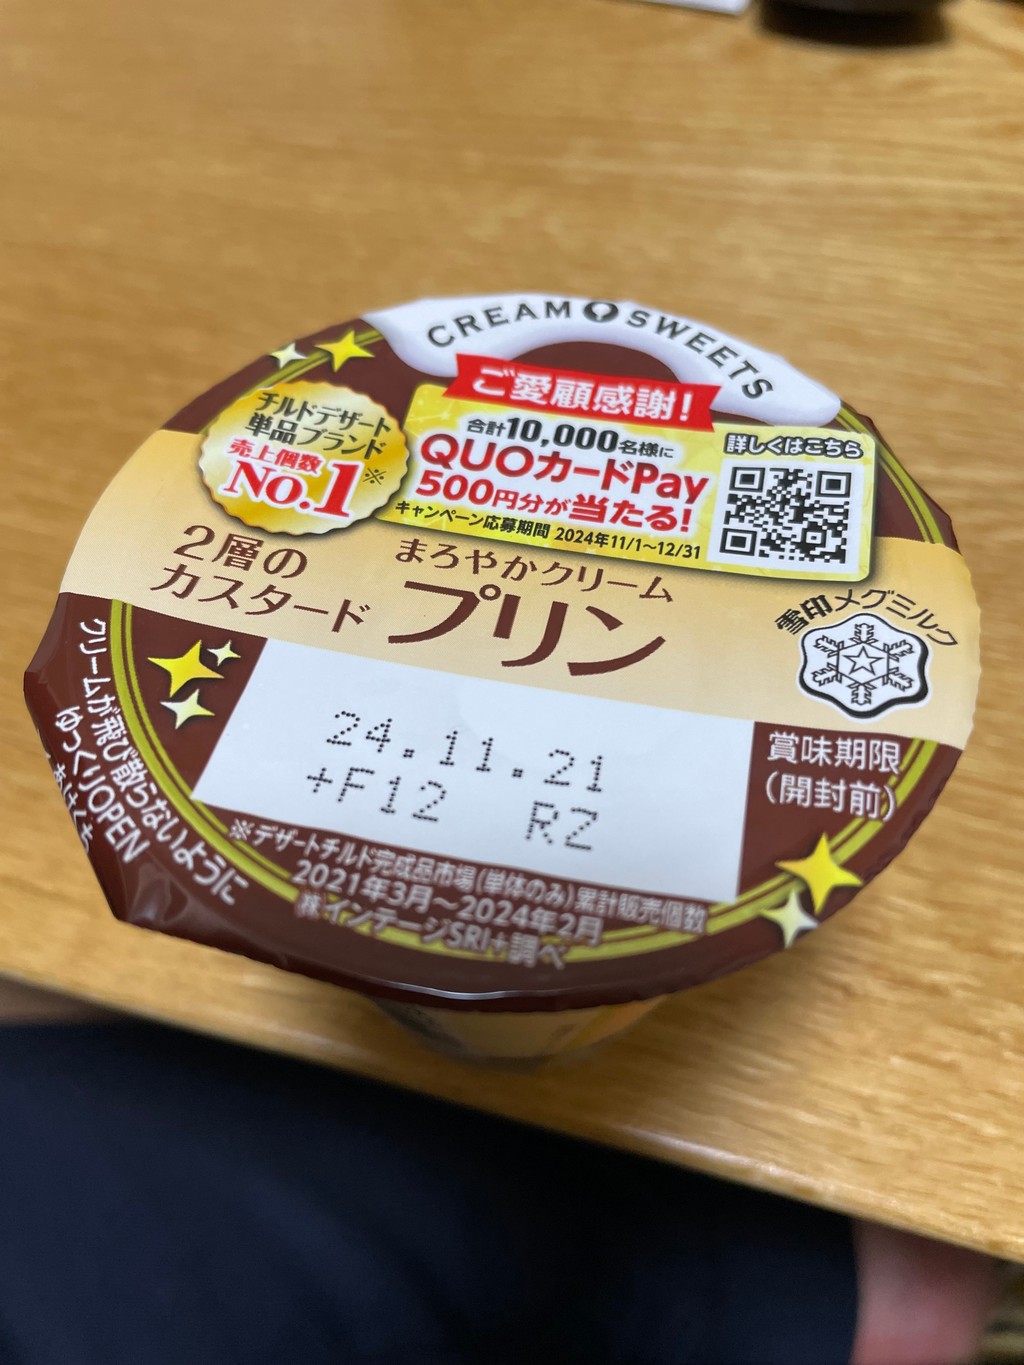 CREAM SWEETS
ご愛顧感謝!
チルドデザート
単品ブランド
売上個数
No.1※
合計10,000名様に
QUOカードPay
500円分が当たる!
キャンペーン応募期間 2024年11/1～12/31
詳しくはこちら
2層の
カスタード
まろやかクリーム
プリン
雪印メグミルク
24.11.21
+F12 RZ
賞味期限
(開封前)
※デザートチルド完成品市場(単体のみ)累計販売個数
2021年3月～2024年2月
㈱インテージSRI+調べ
クリームが飛び散らないように
ゆっくりOPEN